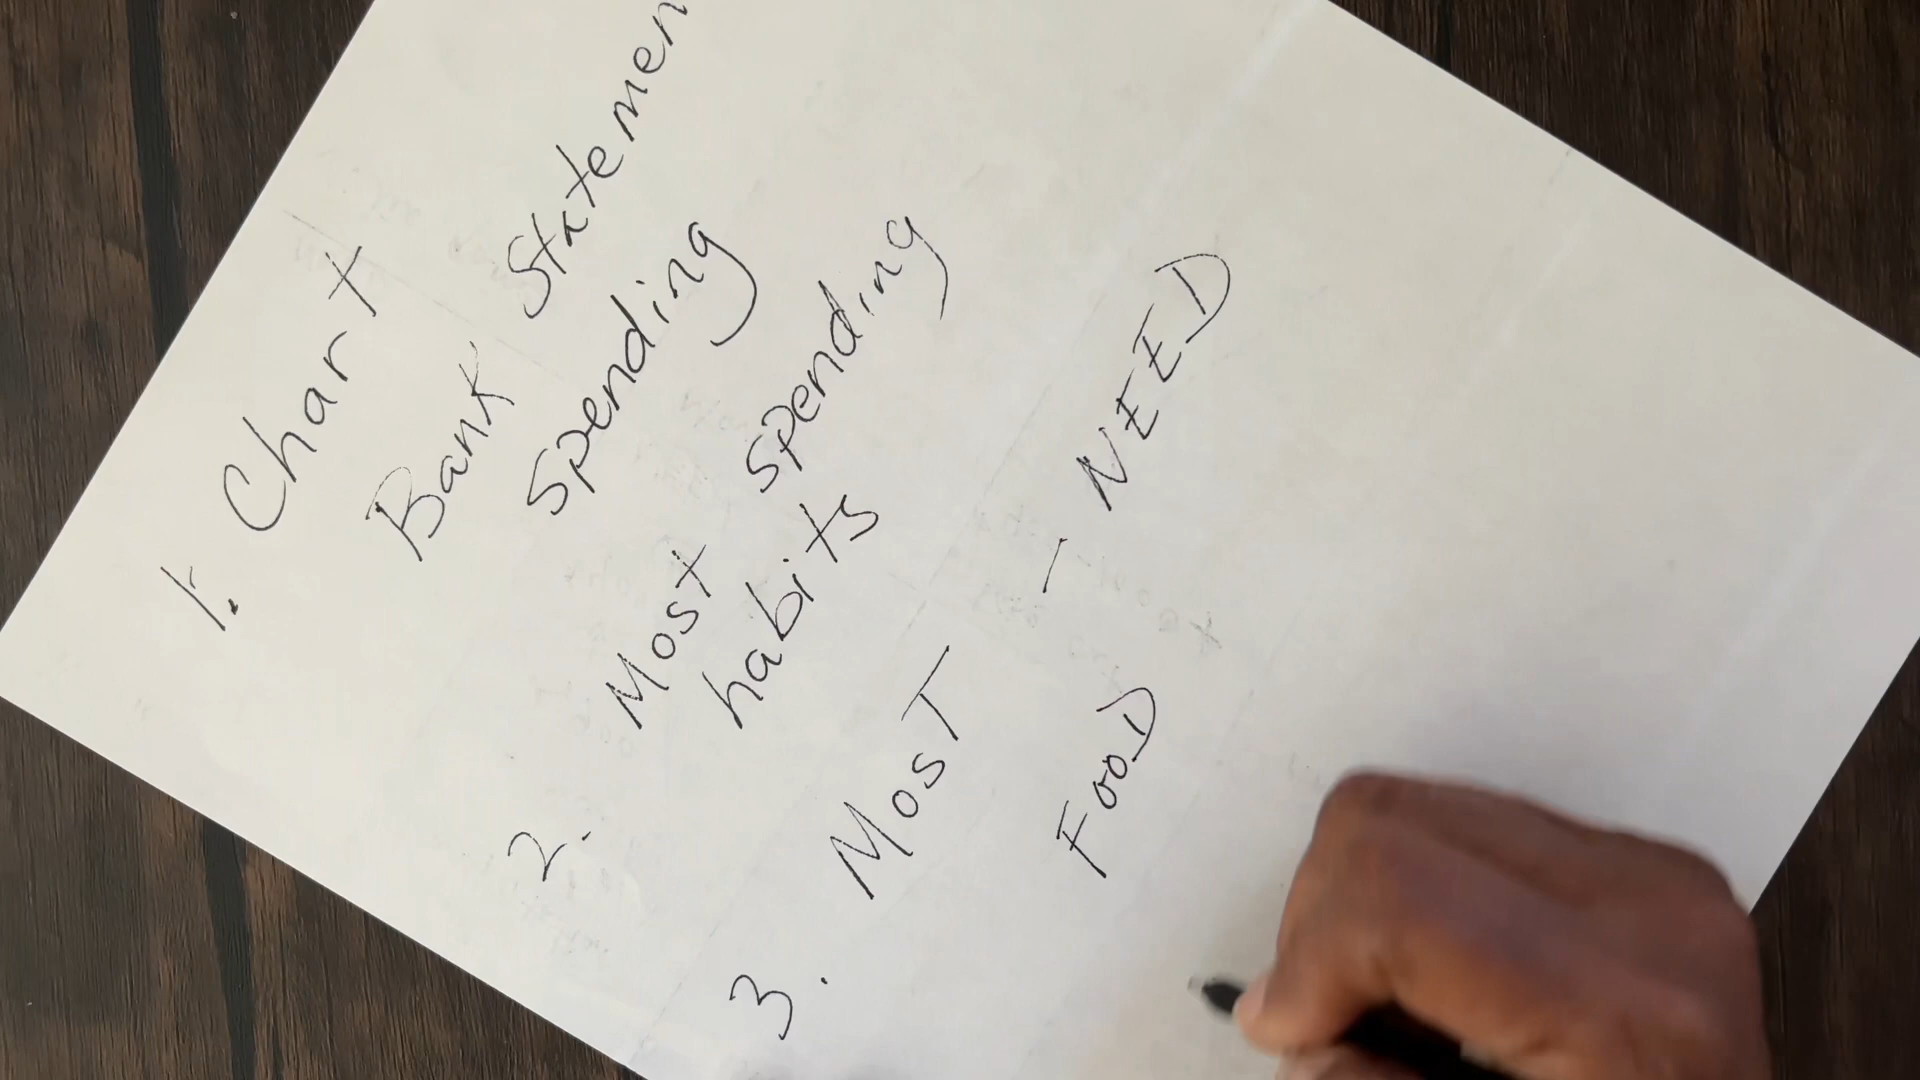 1. Chart
Bank Statemen
Spending
2. Most spending
habits
3. MosT - NEED
FooD